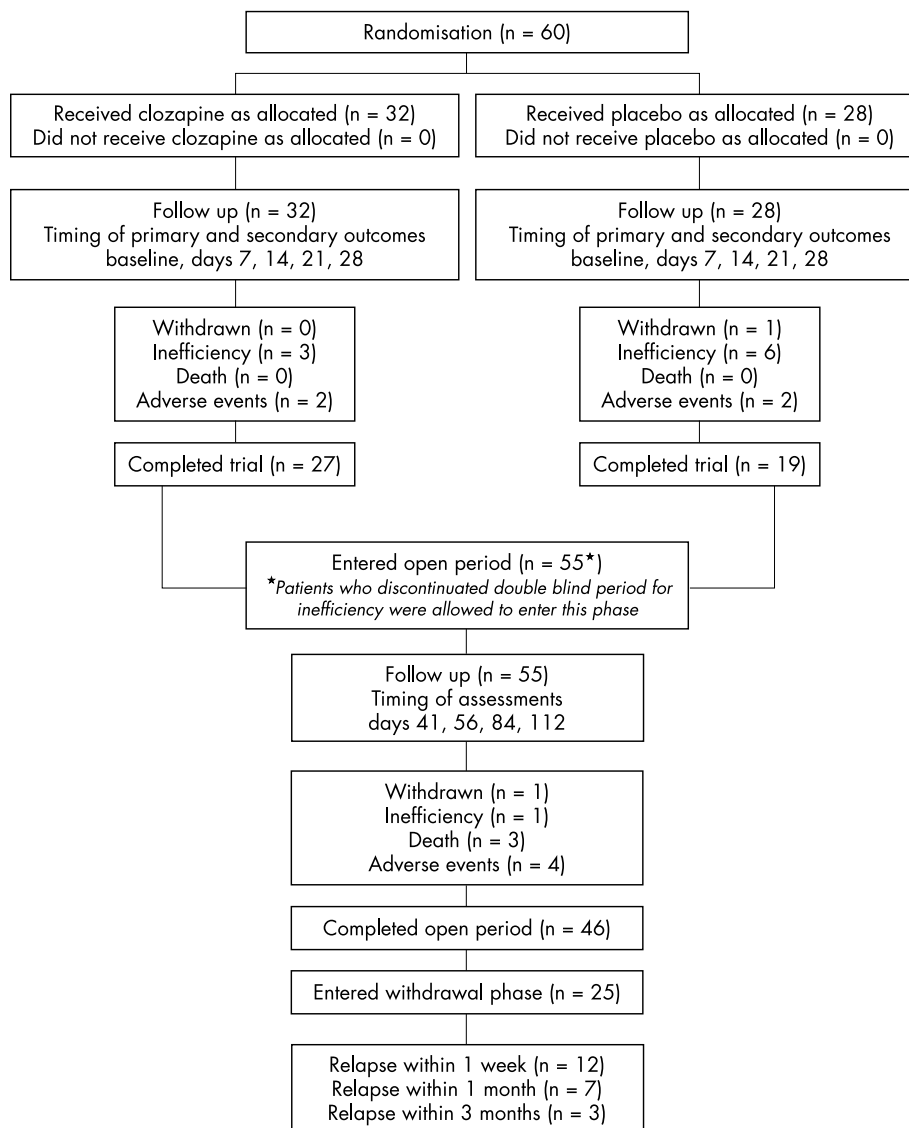 Randomisation (n = 60)
Received clozapine as allocated (n = 32)
Did not receive clozapine as allocated (n = 0)
Received placebo as allocated (n = 28)
Did not receive placebo as allocated (n = 0)
Follow up (n = 32)
Timing of primary and secondary outcomes
baseline, days 7, 14, 21, 28
Follow up (n = 28)
Timing of primary and secondary outcomes
baseline, days 7, 14, 21, 28
Withdrawn (n = 0)
Inefficiency (n = 3)
Death (n = 0)
Adverse events (n = 2)
Withdrawn (n = 1)
Inefficiency (n = 6)
Death (n = 0)
Adverse events (n = 2)
Completed trial (n = 27)
Completed trial (n = 19)
Entered open period (n = 55★)
★Patients who discontinuated double blind period for
inefficiency were allowed to enter this phase
Follow up (n = 55)
Timing of assessments
days 41, 56, 84, 112
Withdrawn (n = 1)
Inefficiency (n = 1)
Death (n = 3)
Adverse events (n = 4)
Completed open period (n = 46)
Entered withdrawal phase (n = 25)
Relapse within 1 week (n = 12)
Relapse within 1 month (n = 7)
Relapse within 3 months (n = 3)